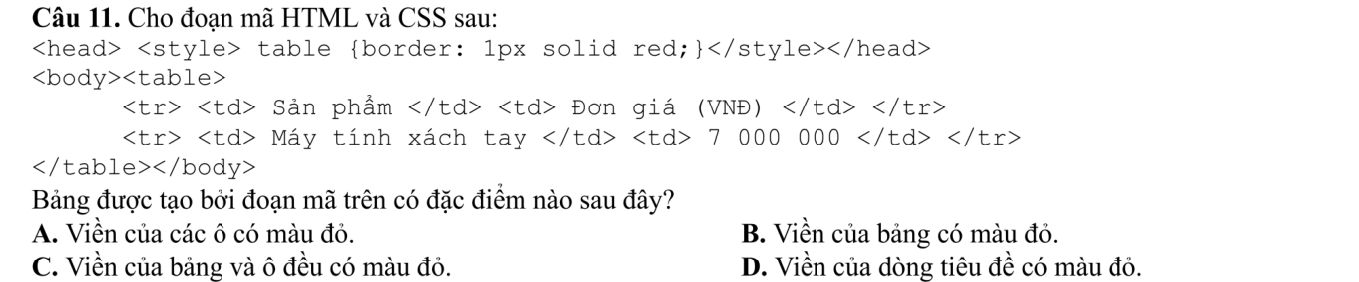 Câu 11. Cho đoạn mã HTML và CSS sau:
<head> <style> table {border: 1px solid red;}</style></head>
<body><table>
<tr> <td> Sản phẩm </td> <td> Đơn giá (VNĐ) </td> </tr>
<tr> <td> Máy tính xách tay </td> <td> 7 000 000 </td> </tr>
</table></body>
Bảng được tạo bởi đoạn mã trên có đặc điểm nào sau đây?
A. Viền của các ô có màu đỏ. B. Viền của bảng có màu đỏ.
C. Viền của bảng và ô đều có màu đỏ. D. Viền của dòng tiêu đề có màu đỏ.